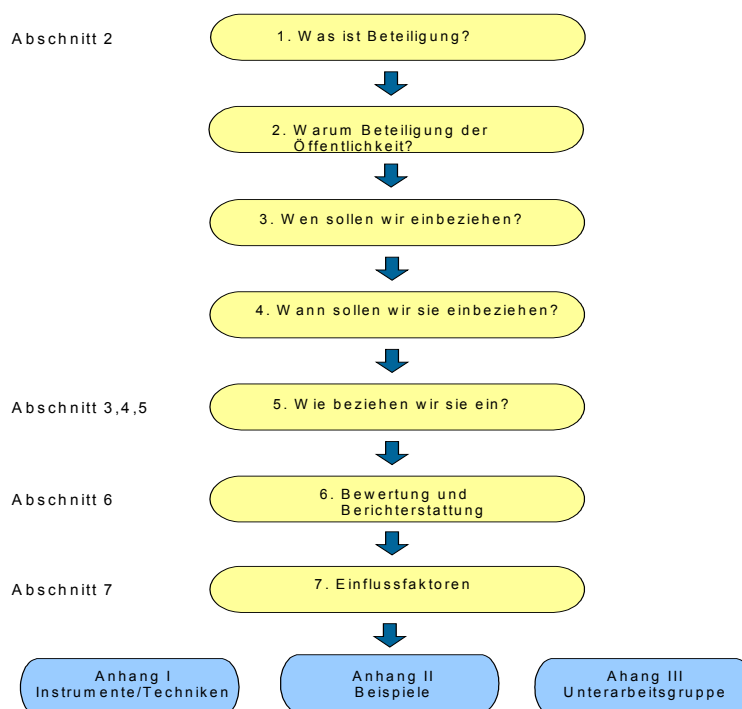 Abschnitt 2
1. Was ist Beteiligung?
2. Warum Beteiligung der
Öffentlichkeit?
3. Wen sollen wir einbeziehen?
4. Wann sollen wir sie einbeziehen?
Abschnitt 3,4,5
5. Wie beziehen wir sie ein?
Abschnitt 6
6. Bewertung und
Berichterstattung
Abschnitt 7
7. Einflussfaktoren
Anhang I
Instrumente/Techniken
Anhang II
Beispiele
Ahang III
Unterarbeitsgruppe